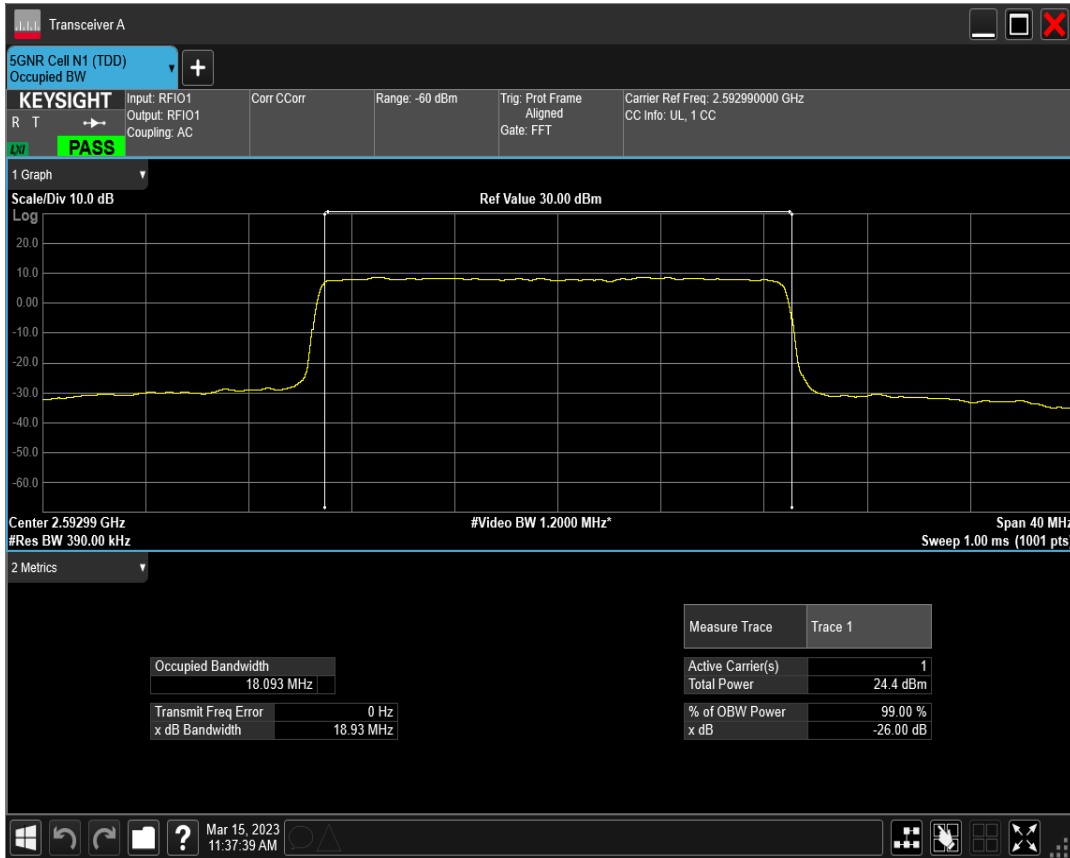 Transceiver A
5GNR Cell N1 (TDD)
Occupied BW
+
KEYSIGHT
R T
LXI
PASS
Input: RFIO1
Output: RFIO1
Coupling: AC
Corr CCorr
Range: -60 dBm
Trig: Prot Frame
Aligned
Gate: FFT
Carrier Ref Freq: 2.592990000 GHz
CC Info: UL, 1 CC
1 Graph
Scale/Div 10.0 dB
Ref Value 30.00 dBm
Log
20.0
10.0
0.00
-10.0
-20.0
-30.0
-40.0
-50.0
-60.0
Center 2.59299 GHz
#Video BW 1.2000 MHz*
Span 40 MHz
#Res BW 390.00 kHz
Sweep 1.00 ms (1001 pts)
2 Metrics
Measure Trace Trace 1
Occupied Bandwidth
18.093 MHz
Active Carrier(s) 1
Total Power 24.4 dBm
Transmit Freq Error 0 Hz
x dB Bandwidth 18.93 MHz
% of OBW Power 99.00 %
x dB -26.00 dB
?
Mar 15, 2023
11:37:39 AM